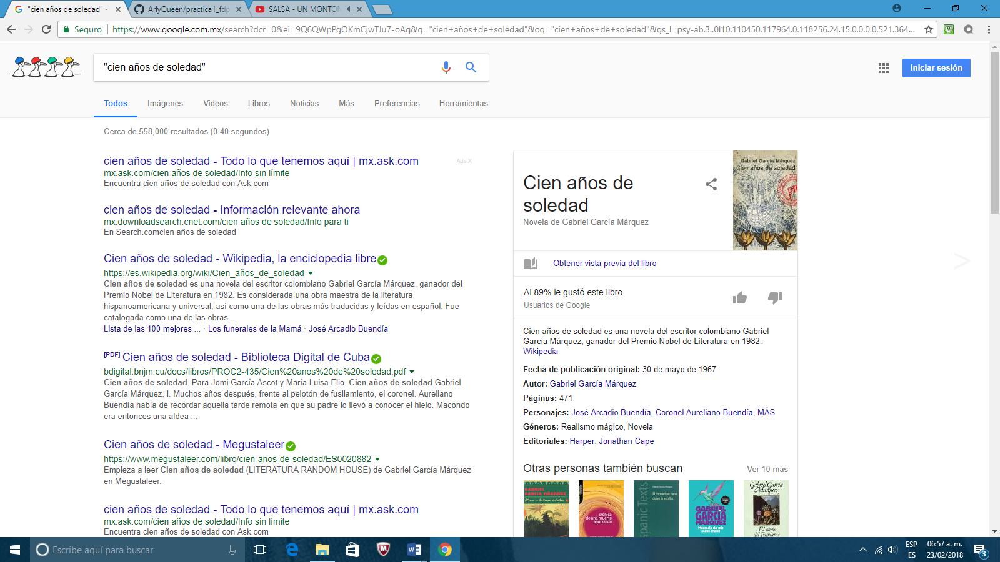 "cien años de soledad" -
ArlyQueen/practica1_fdp
SALSA - UN MONTON
Seguro
https://www.google.com.mx/search?dcr=0&ei=9Q6QWpPgOKmCjwTJu7-oAg&q="cien+años+de+soledad"&oq="cien+años+de+soledad"&gs_l=psy-ab.3..0l10.110450.117964.0.118256.24.15.0.0.0.0.521.364...
"cien años de soledad"
Iniciar sesión
Todos Imágenes Videos Libros Noticias Más Preferencias Herramientas
Cerca de 558,000 resultados (0.40 segundos)
cien años de soledad - Todo lo que tenemos aquí | mx.ask.com
Ads X
mx.ask.com/cien años de soledad/Info sin límite
Encuentra cien años de soledad con Ask.com
cien años de soledad - Información relevante ahora
mx.downloadsearch.cnet.com/cien años de soledad/Info para ti
En Search.comcien años de soledad
Cien años de soledad - Wikipedia, la enciclopedia libre
https://es.wikipedia.org/wiki/Cien_años_de_soledad
Cien años de soledad es una novela del escritor colombiano Gabriel García Márquez, ganador del
Premio Nobel de Literatura en 1982. Es considerada una obra maestra de la literatura
hispanoamericana y universal, así como una de las obras más traducidas y leídas en español. Fue
catalogada como una de las obras ...
Lista de las 100 mejores ... · Los funerales de la Mamá · José Arcadio Buendía
[PDF] Cien años de soledad - Biblioteca Digital de Cuba
bdigital.bnjm.cu/docs/libros/PROC2-435/Cien%20anos%20de%20soledad.pdf
Cien años de soledad. Para Jomi García Ascot y María Luisa Elio. Cien años de soledad Gabriel
García Márquez. I. Muchos años después, frente al pelotón de fusilamiento, el coronel. Aureliano
Buendía había de recordar aquella tarde remota en que su padre lo llevó a conocer el hielo. Macondo
era entonces una aldea ...
Cien años de soledad - Megustaleer
https://www.megustaleer.com/libro/cien-anos-de-soledad/ES0020882
Empieza a leer Cien años de soledad (LITERATURA RANDOM HOUSE) de Gabriel García Márquez
en Megustaleer.
cien años de soledad - Todo lo que tenemos aquí | mx.ask.com
mx.ask.com/cien años de soledad/Info sin límite
Encuentra cien años de soledad con Ask.com
Cien años de
soledad
Novela de Gabriel García Márquez
Gabriel García Márquez
Cien años de soledad
Obtener vista previa del libro
Al 89% le gustó este libro
Usuarios de Google
Cien años de soledad es una novela del escritor colombiano Gabriel
García Márquez, ganador del Premio Nobel de Literatura en 1982.
Wikipedia
Fecha de publicación original: 30 de mayo de 1967
Autor: Gabriel García Márquez
Páginas: 471
Personajes: José Arcadio Buendía, Coronel Aureliano Buendía, MÁS
Géneros: Realismo mágico, Novela
Editoriales: Harper, Jonathan Cape
Otras personas también buscan
Ver 10 más
GABRIEL
GARCÍA MÁRQUEZ
El amor en los tiempos del cólera
crónica
de una muerte
anunciada
Gabriel García Márquez
El coronel no tiene
quien le escriba
spanic Texts
GABRIEL
GARCÍA
MÁRQUEZ
Memoria de mis
putas tristes
Gabriel García
Márquez
El otoño
del Patriarca
Escribe aquí para buscar
ESP
ES
06:57 a. m.
23/02/2018
3